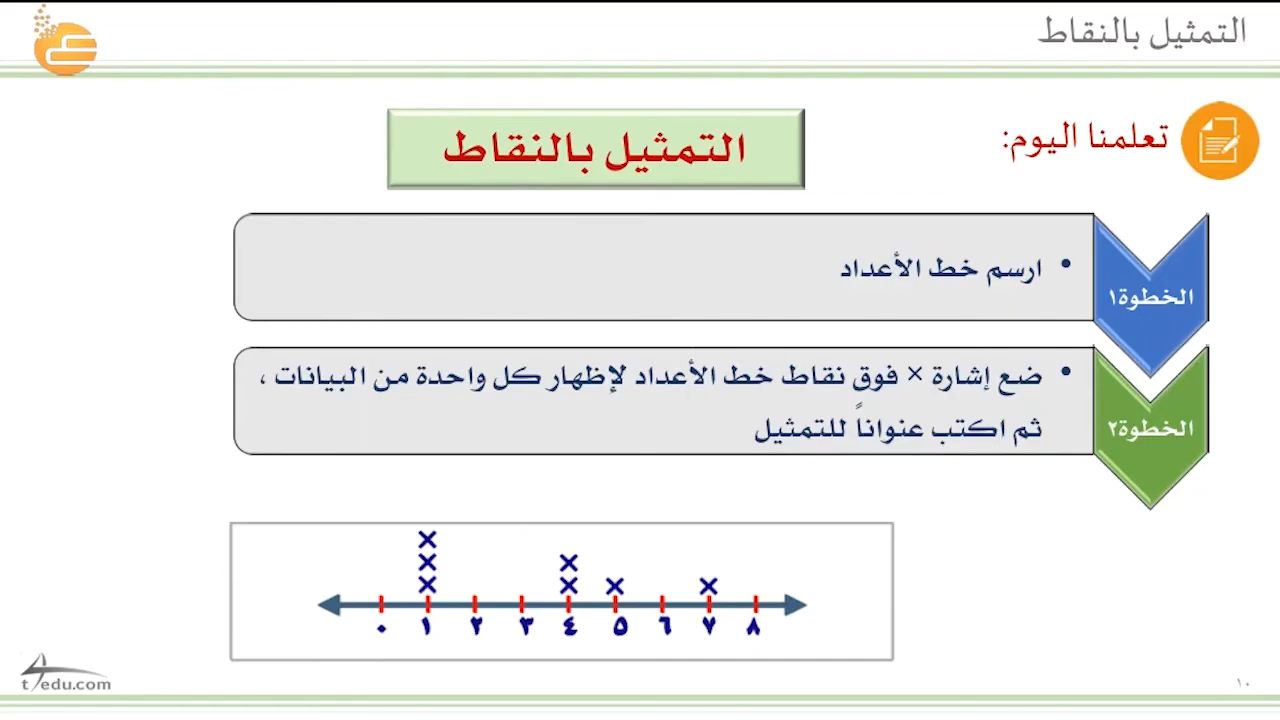 التمثيل بالنقاط
تعلمنا اليوم:
التمثيل بالنقاط
الخطوة١
• ارسم خط الأعداد
الخطوة٢
• ضع إشارة × فوق نقاط خط الأعداد لإظهار كل واحدة من البيانات ،
ثم اكتب عنواناً للتمثيل
×
× ×
× × × ×
٠ ١ ٢ ٣ ٤ ٥ ٦ ٧ ٨
t4edu.com
١٠